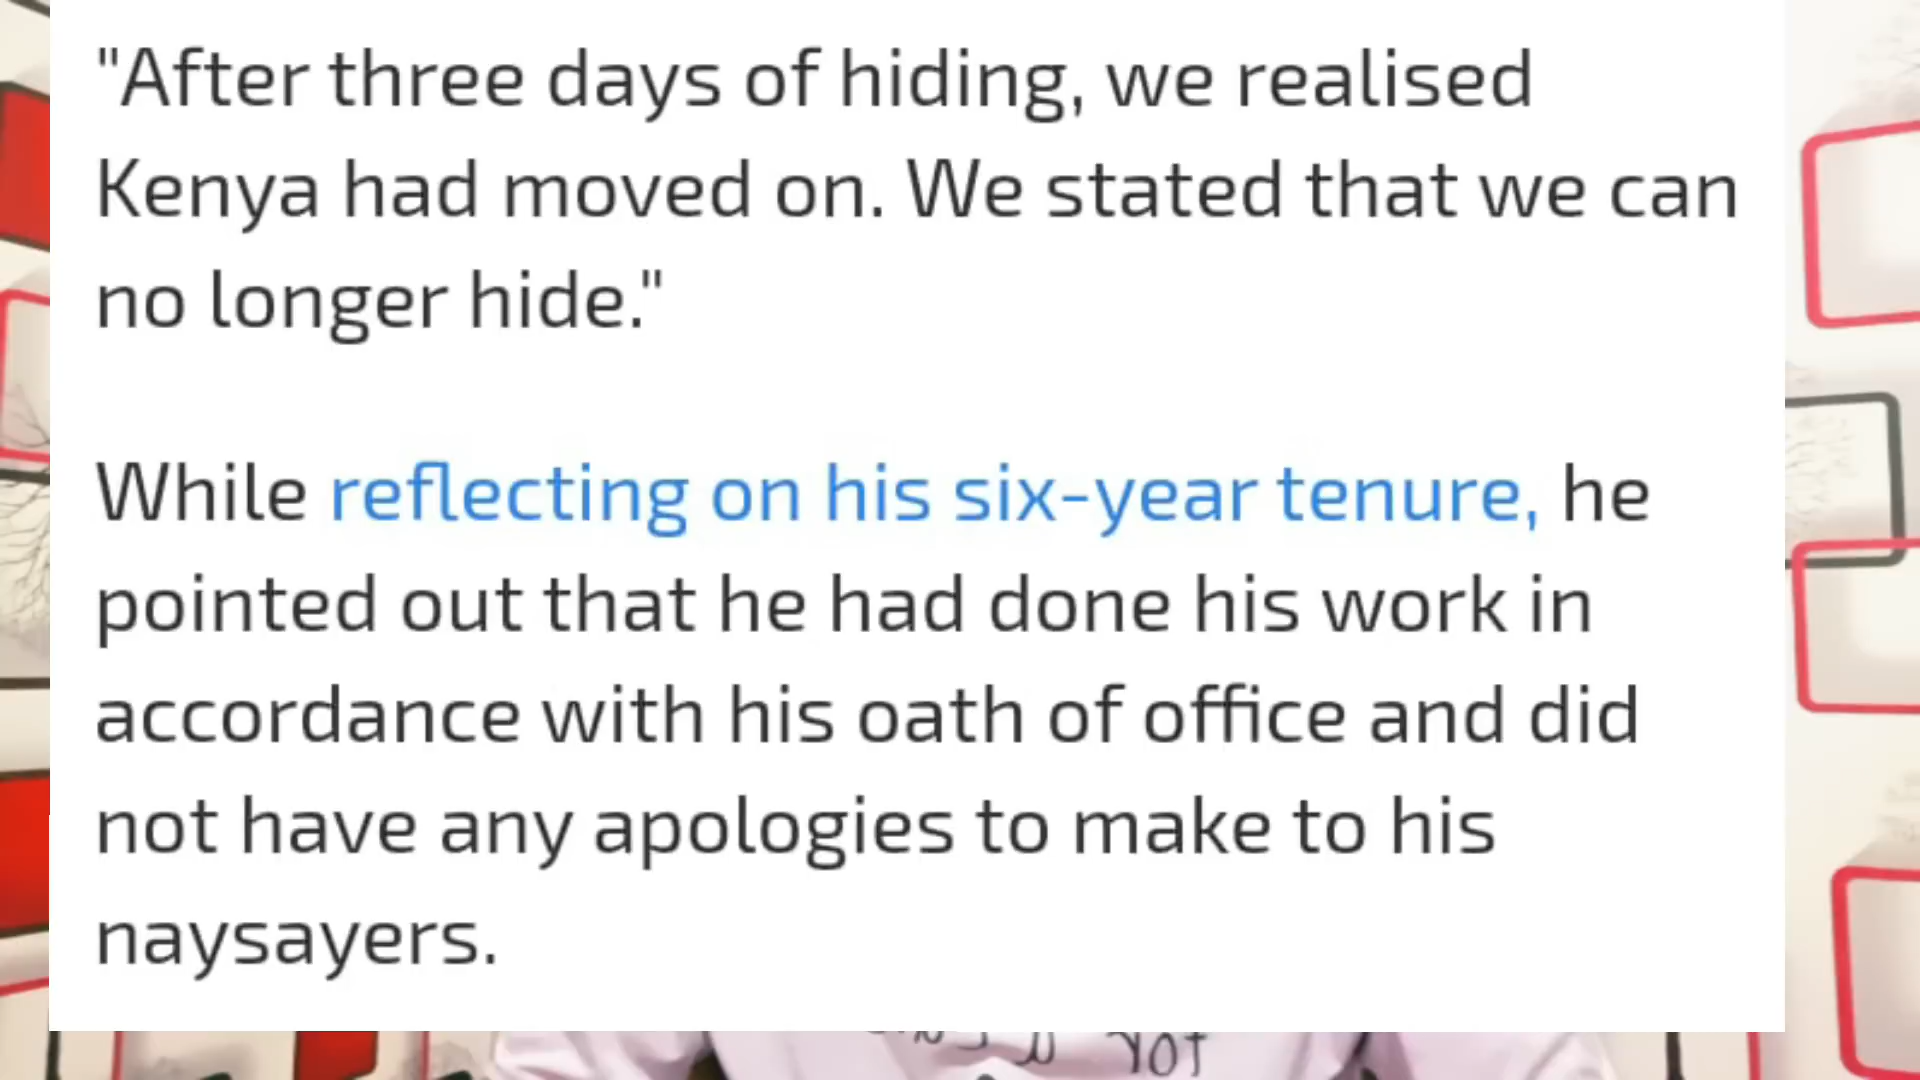 "After three days of hiding, we realised
Kenya had moved on. We stated that we can
no longer hide."
While reflecting on his six-year tenure, he
pointed out that he had done his work in
accordance with his oath of office and did
not have any apologies to make to his
naysayers.